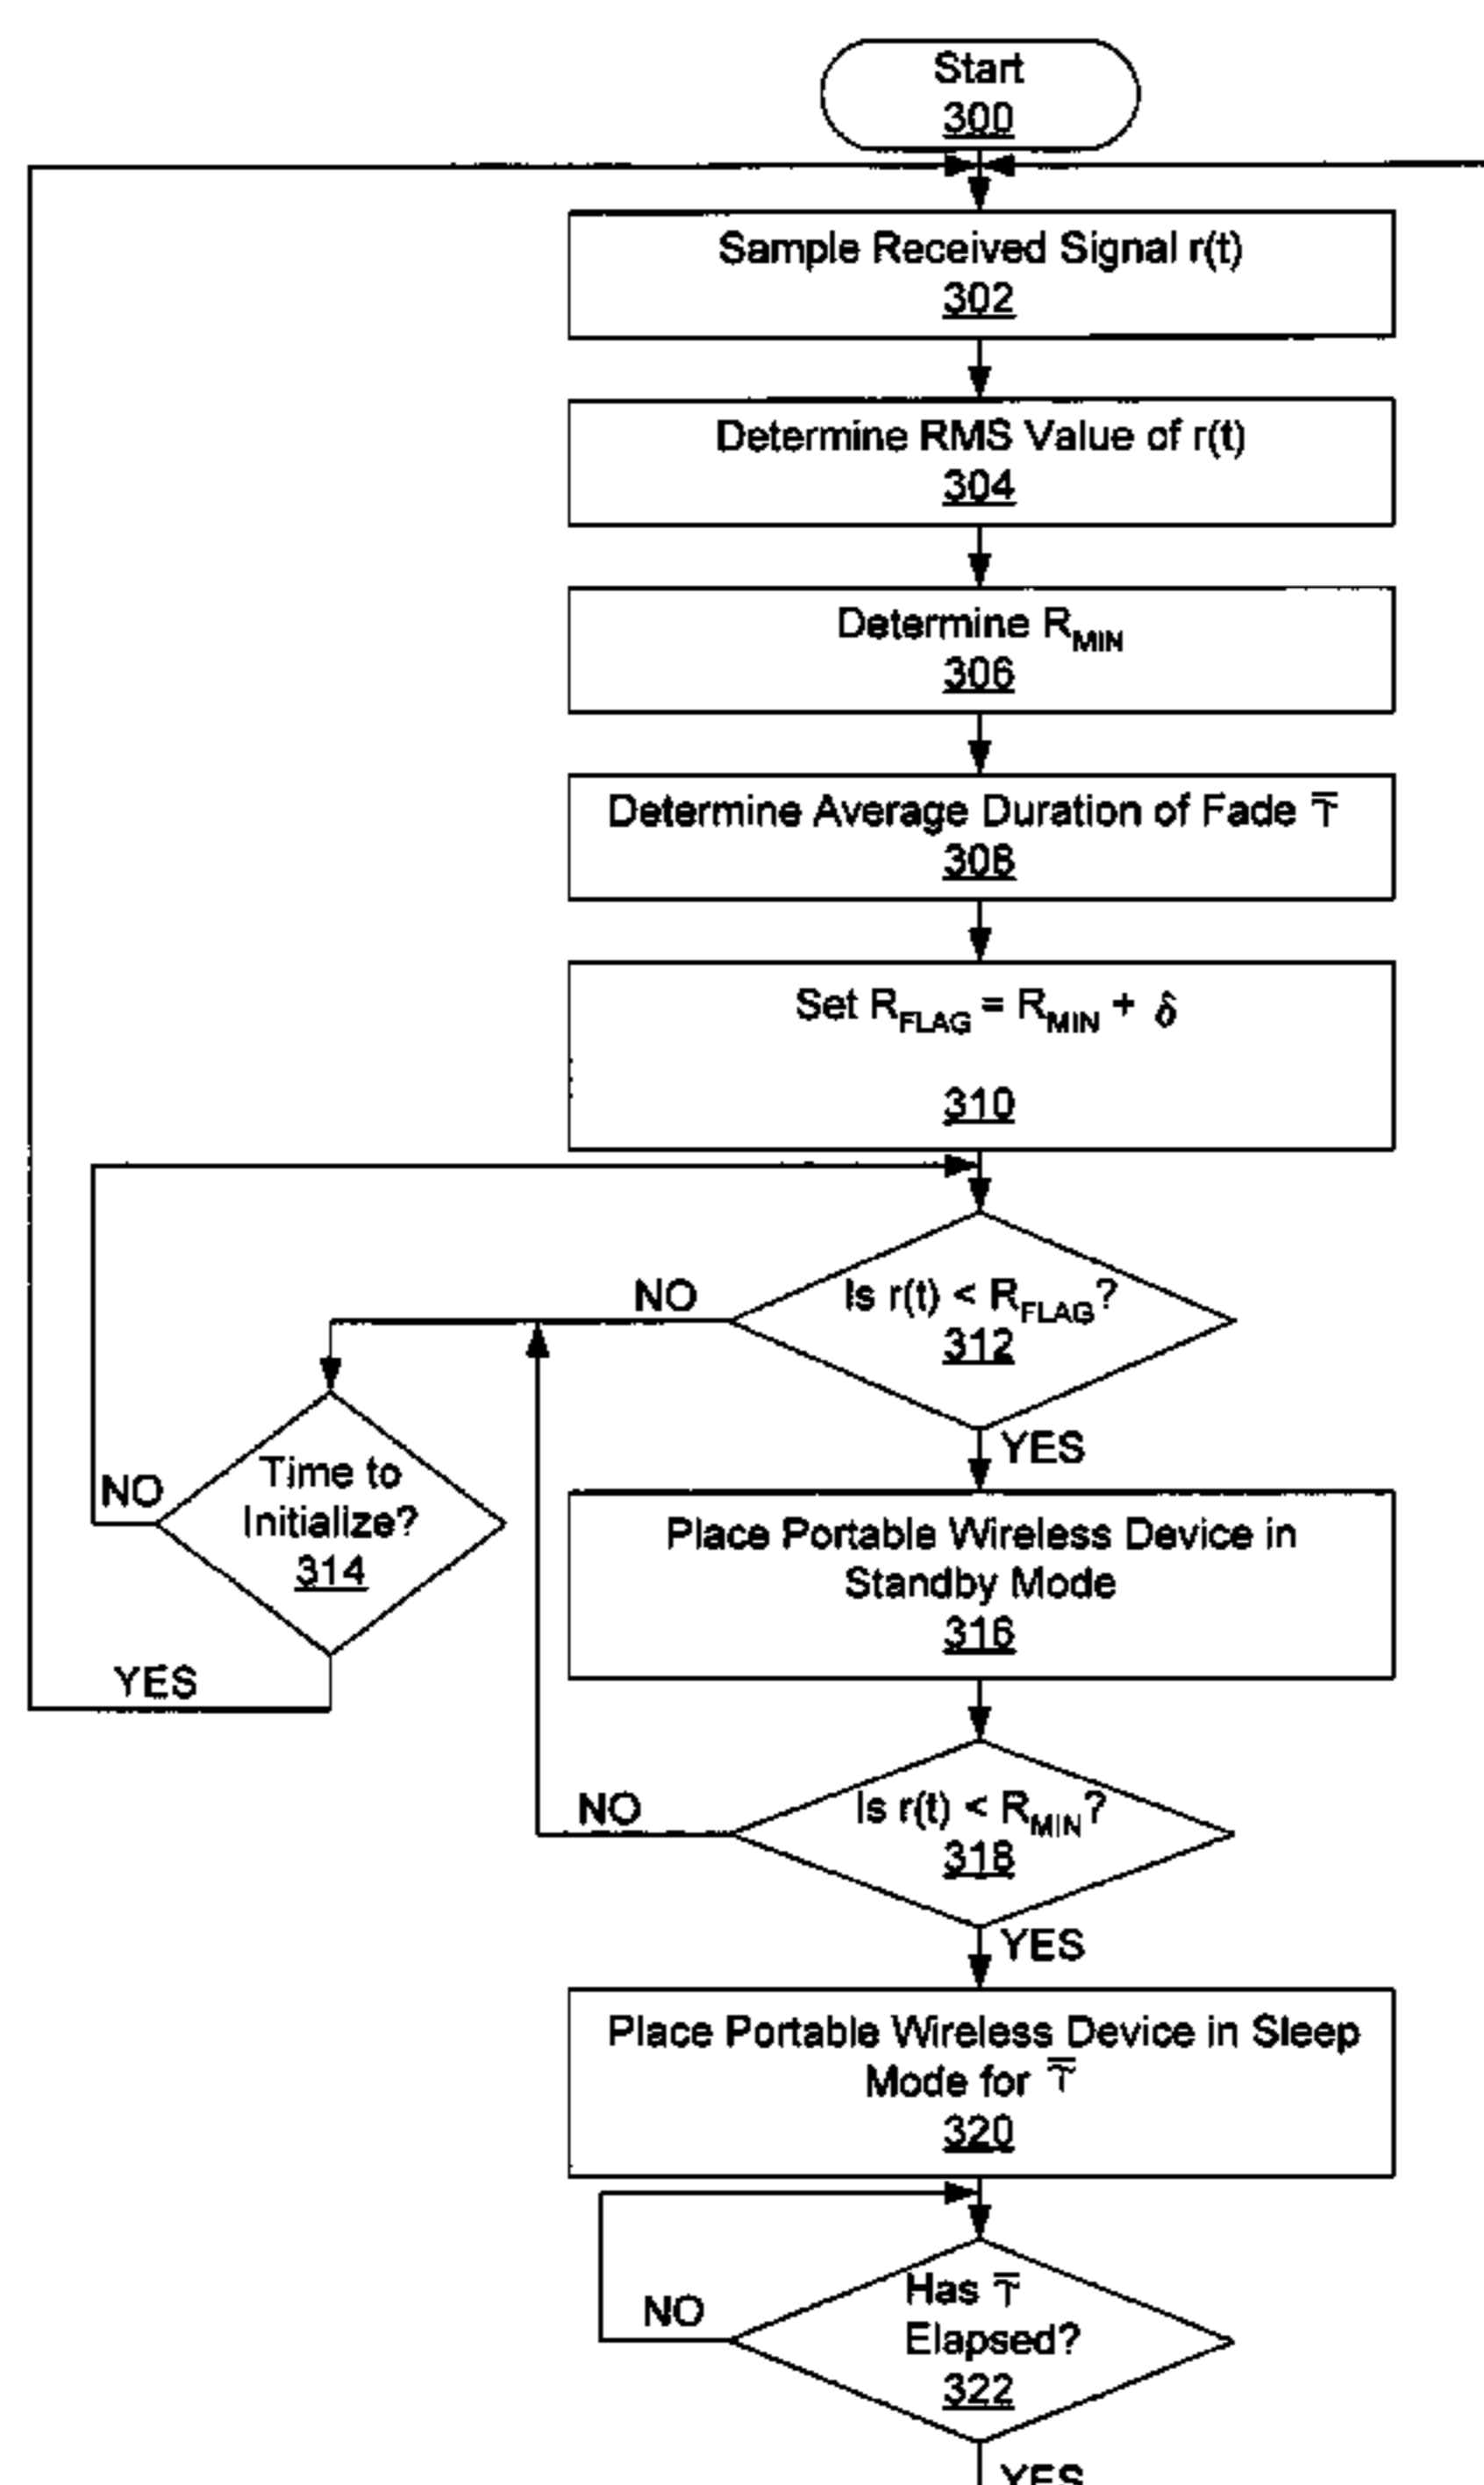 Start
300
Sample Received Signal r(t)
302
Determine RMS Value of r(t)
304
Determine R_MIN
306
Determine Average Duration of Fade τ̅
308
Set R_FLAG = R_MIN + δ
310
Is r(t) < R_FLAG?
312
NO
YES
Time to
Initialize?
314
NO
YES
Place Portable Wireless Device in
Standby Mode
316
Is r(t) < R_MIN?
318
NO
YES
Place Portable Wireless Device in Sleep
Mode for τ̅
320
Has τ̅
Elapsed?
322
NO
YES